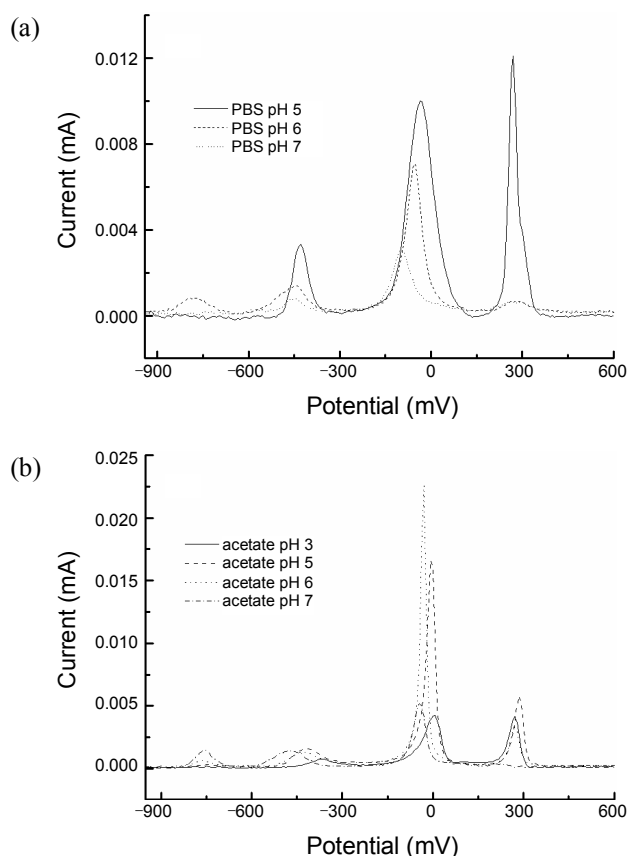 (a)
0.012
0.008
0.004
0.000
Current (mA)
PBS pH 5
PBS pH 6
PBS pH 7
−900 −600 −300 0 300 600
Potential (mV)
(b)
0.025
0.020
0.015
0.010
0.005
0.000
Current (mA)
acetate pH 3
acetate pH 5
acetate pH 6
acetate pH 7
−900 −600 −300 0 300 600
Potential (mV)